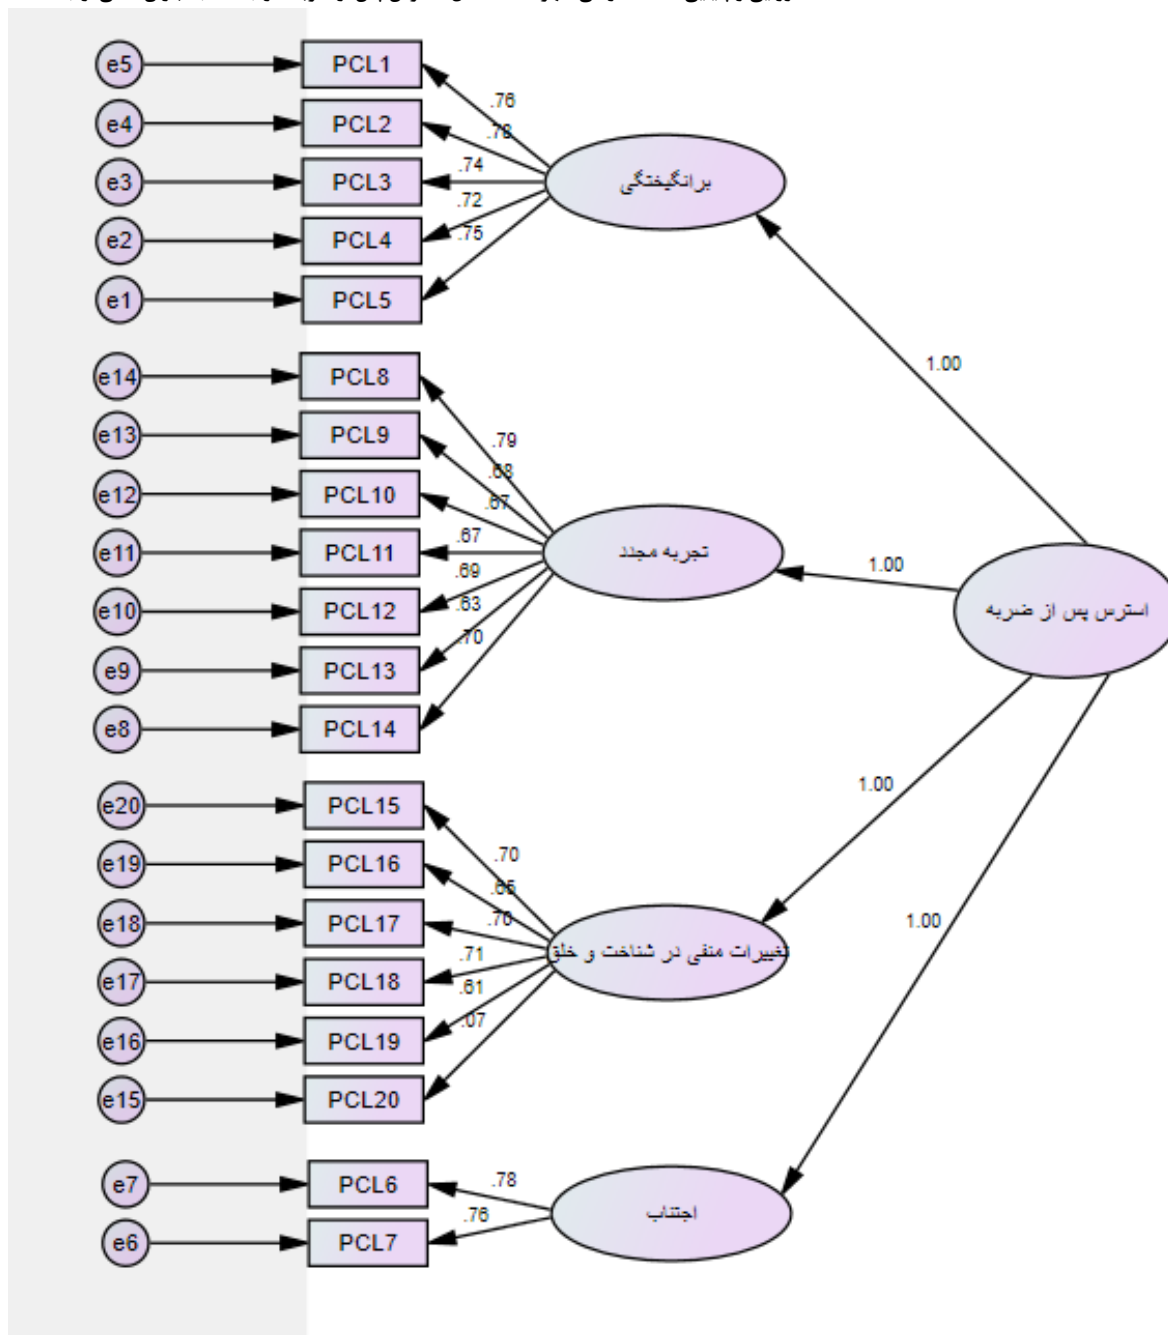 e5 PCL1 .76
e4 PCL2 .78
e3 PCL3 .74 برانگیختگی
e2 PCL4 .72
e1 PCL5 .75
1.00
e14 PCL8 .79
e13 PCL9 .68
e12 PCL10 .67
e11 PCL11 .67 تجربه مجدد 1.00
e10 PCL12 .69 استرس پس از ضربه
e9 PCL13 .63
e8 PCL14 .70
e20 PCL15 .70 1.00
e19 PCL16 .65
e18 PCL17 .70 1.00
e17 PCL18 .71 تغییرات منفی در شناخت و خلق
e16 PCL19 .61
e15 PCL20 .07
e7 PCL6 .78
اجتناب
e6 PCL7 .76